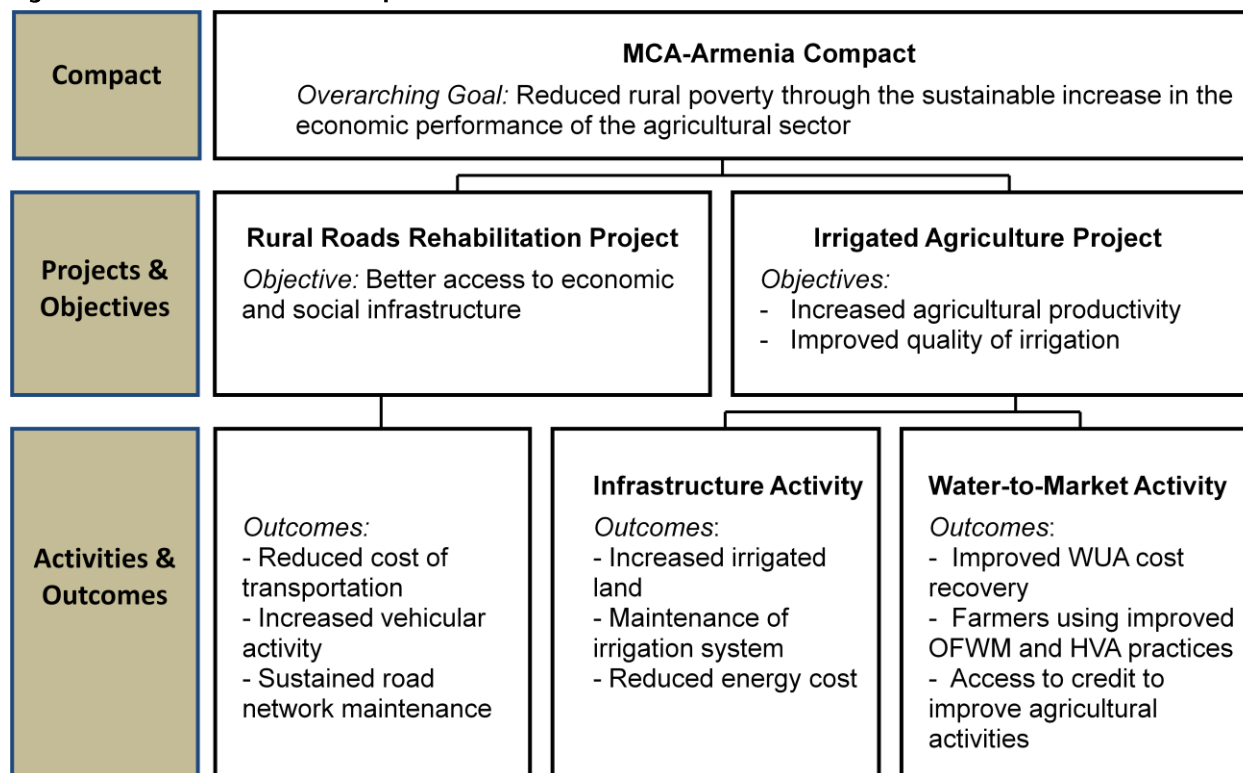 Compact
MCA-Armenia Compact
Overarching Goal: Reduced rural poverty through the sustainable increase in the
economic performance of the agricultural sector
Projects &
Objectives
Rural Roads Rehabilitation Project
Objective: Better access to economic
and social infrastructure
Irrigated Agriculture Project
Objectives:
- Increased agricultural productivity
- Improved quality of irrigation
Activities &
Outcomes
Outcomes:
- Reduced cost of
transportation
- Increased vehicular
activity
- Sustained road
network maintenance
Infrastructure Activity
Outcomes:
- Increased irrigated
land
- Maintenance of
irrigation system
- Reduced energy cost
Water-to-Market Activity
Outcomes:
- Improved WUA cost
recovery
- Farmers using improved
OFWM and HVA practices
- Access to credit to
improve agricultural
activities